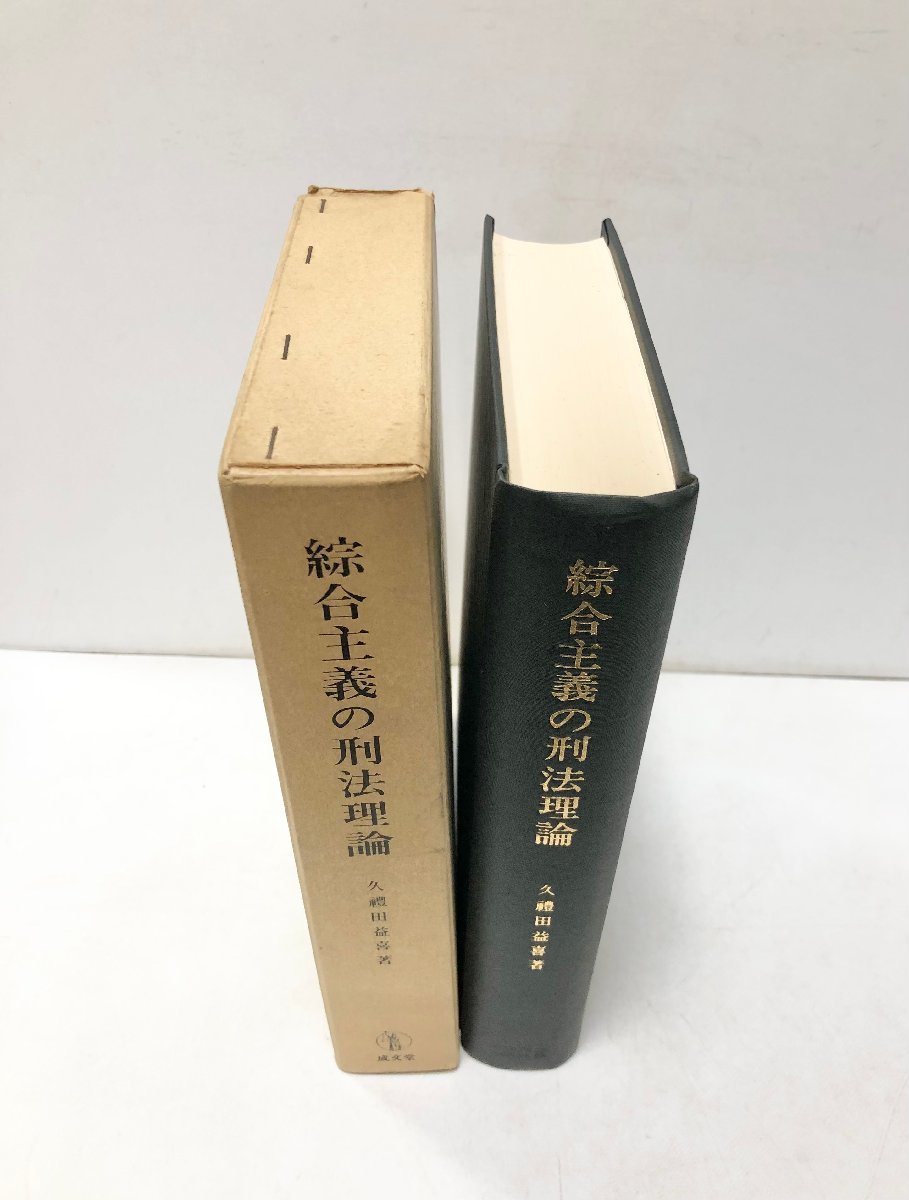 綜合主義の刑法理論
久禮田益喜著
成文堂
綜合主義の刑法理論
久禮田益喜著